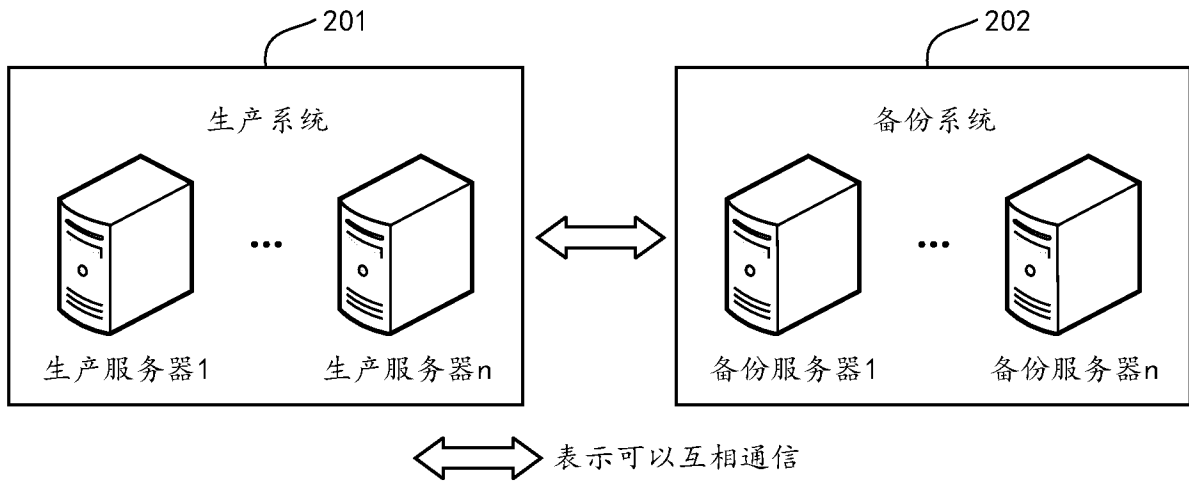 201
202
生产系统
备份系统
...
...
生产服务器1
生产服务器n
备份服务器1
备份服务器n
表示可以互相通信